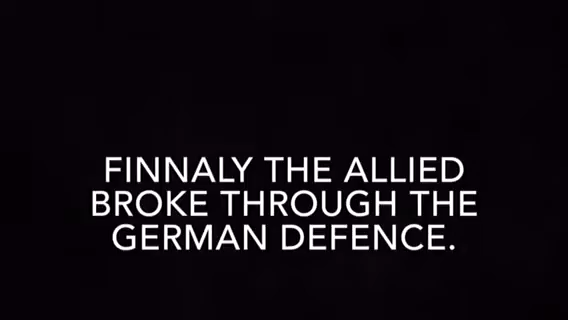 FINNALY THE ALLIED
BROKE THROUGH THE
GERMAN DEFENCE.